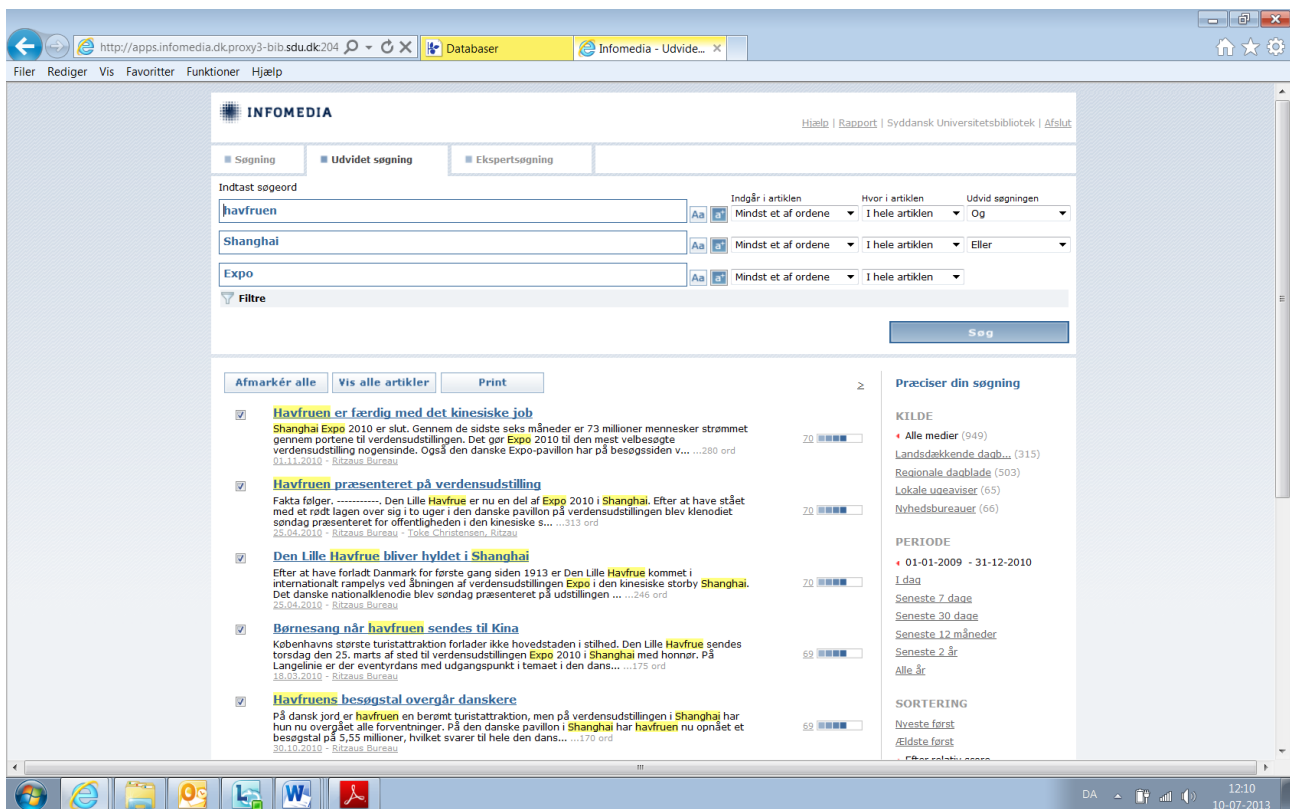 http://apps.infomedia.dk.proxy3-bib.sdu.dk:204
Databaser
Infomedia - Udvide...
Filer Rediger Vis Favoritter Funktioner Hjælp
INFOMEDIA
Hjælp | Rapport | Syddansk Universitetsbibliotek | Afslut
Søgning Udvidet søgning Ekspertsøgning
Indtast søgeord
Indgår i artiklen Hvor i artiklen Udvid søgningen
havfruen Aa a+ Mindst et af ordene I hele artiklen Og
Shanghai Aa a+ Mindst et af ordene I hele artiklen Eller
Expo Aa a+ Mindst et af ordene I hele artiklen
Filtre
Søg
Afmarkér alle Vis alle artikler Print >
Havfruen er færdig med det kinesiske job
Shanghai Expo 2010 er slut. Gennem de sidste seks måneder er 73 millioner mennesker strømmet
gennem portene til verdensudstillingen. Det gør Expo 2010 til den mest velbesøgte
verdensudstilling nogensinde. Også den danske Expo-pavillon har på besøgssiden v... ...280 ord
01.11.2010 - Ritzaus Bureau
70
Havfruen præsenteret på verdensudstilling
Fakta følger. -----------. Den Lille Havfrue er nu en del af Expo 2010 i Shanghai. Efter at have stået
med et rødt lagen over sig i to uger i den danske pavillon på verdensudstillingen blev klenodiet
søndag præsenteret for offentligheden i den kinesiske s... ...313 ord
25.04.2010 - Ritzaus Bureau - Toke Christensen, Ritzau
70
Den Lille Havfrue bliver hyldet i Shanghai
Efter at have forladt Danmark for første gang siden 1913 er Den Lille Havfrue kommet i
internationalt rampelys ved åbningen af verdensudstillingen Expo i den kinesiske storby Shanghai.
Det danske nationalklenodie blev søndag præsenteret på udstillingen ... ...246 ord
25.04.2010 - Ritzaus Bureau
70
Børnesang når havfruen sendes til Kina
Københavns største turistattraktion forlader ikke hovedstaden i stilhed. Den Lille Havfrue sendes
torsdag den 25. marts af sted til verdensudstillingen Expo 2010 i Shanghai med honnør. På
Langelinie er der eventyrdans med udgangspunkt i temaet i den dans... ...175 ord
18.03.2010 - Ritzaus Bureau
69
Havfruens besøgstal overgår danskere
På dansk jord er havfruen en berømt turistattraktion, men på verdensudstillingen i Shanghai har
hun nu overgået alle forventninger. På den danske pavillon i Shanghai har havfruen nu opnået et
besøgstal på 5,55 millioner, hvilket svarer til hele den dans... ...170 ord
30.10.2010 - Ritzaus Bureau
69
Præciser din søgning
KILDE
Alle medier (949)
Landsdækkende dagb... (315)
Regionale dagblade (503)
Lokale ugeaviser (65)
Nyhedsbureauer (66)
PERIODE
01-01-2009 - 31-12-2010
I dag
Seneste 7 dage
Seneste 30 dage
Seneste 12 måneder
Seneste 2 år
Alle år
SORTERING
Nyeste først
Ældste først
Efter relativ score
DA
12:10
10-07-2013